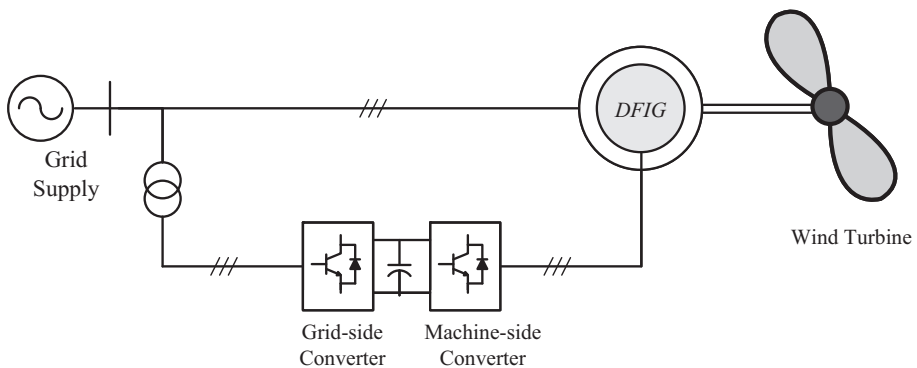 DFIG
Grid
Supply
Wind Turbine
Grid-side
Converter
Machine-side
Converter